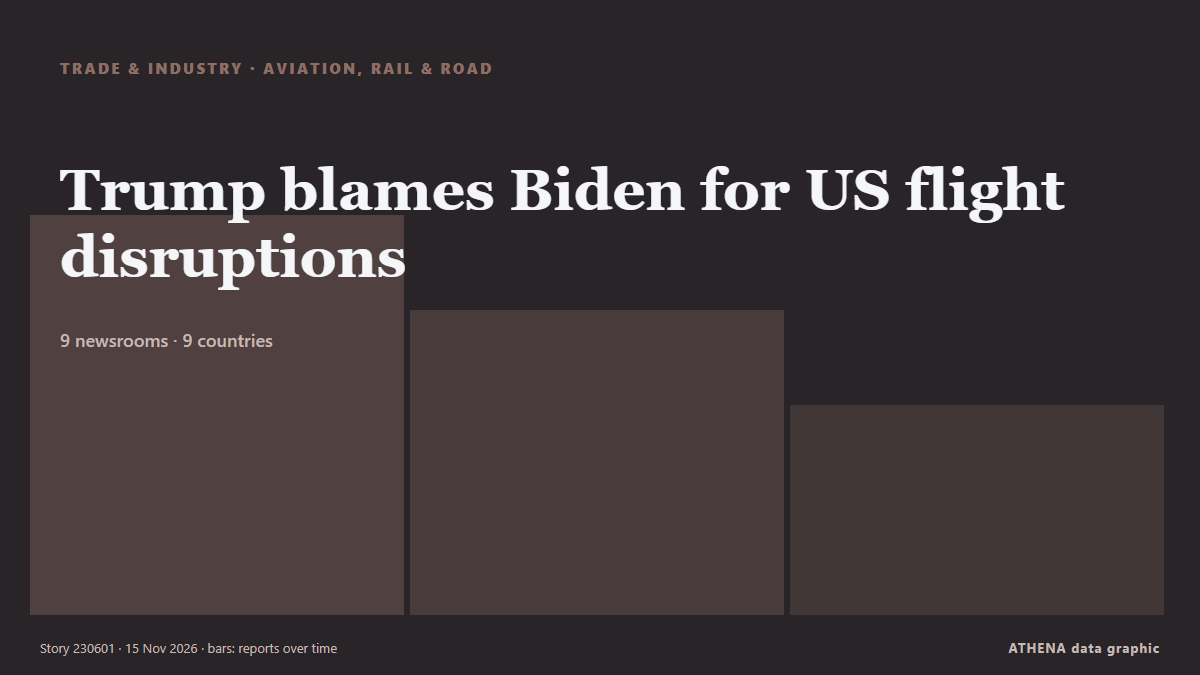 TRADE & INDUSTRY · AVIATION, RAIL & ROAD
Trump blames Biden for US flight
disruptions
9 newsrooms · 9 countries
Story 230601 · 15 Nov 2026 · bars: reports over time
ATHENA data graphic